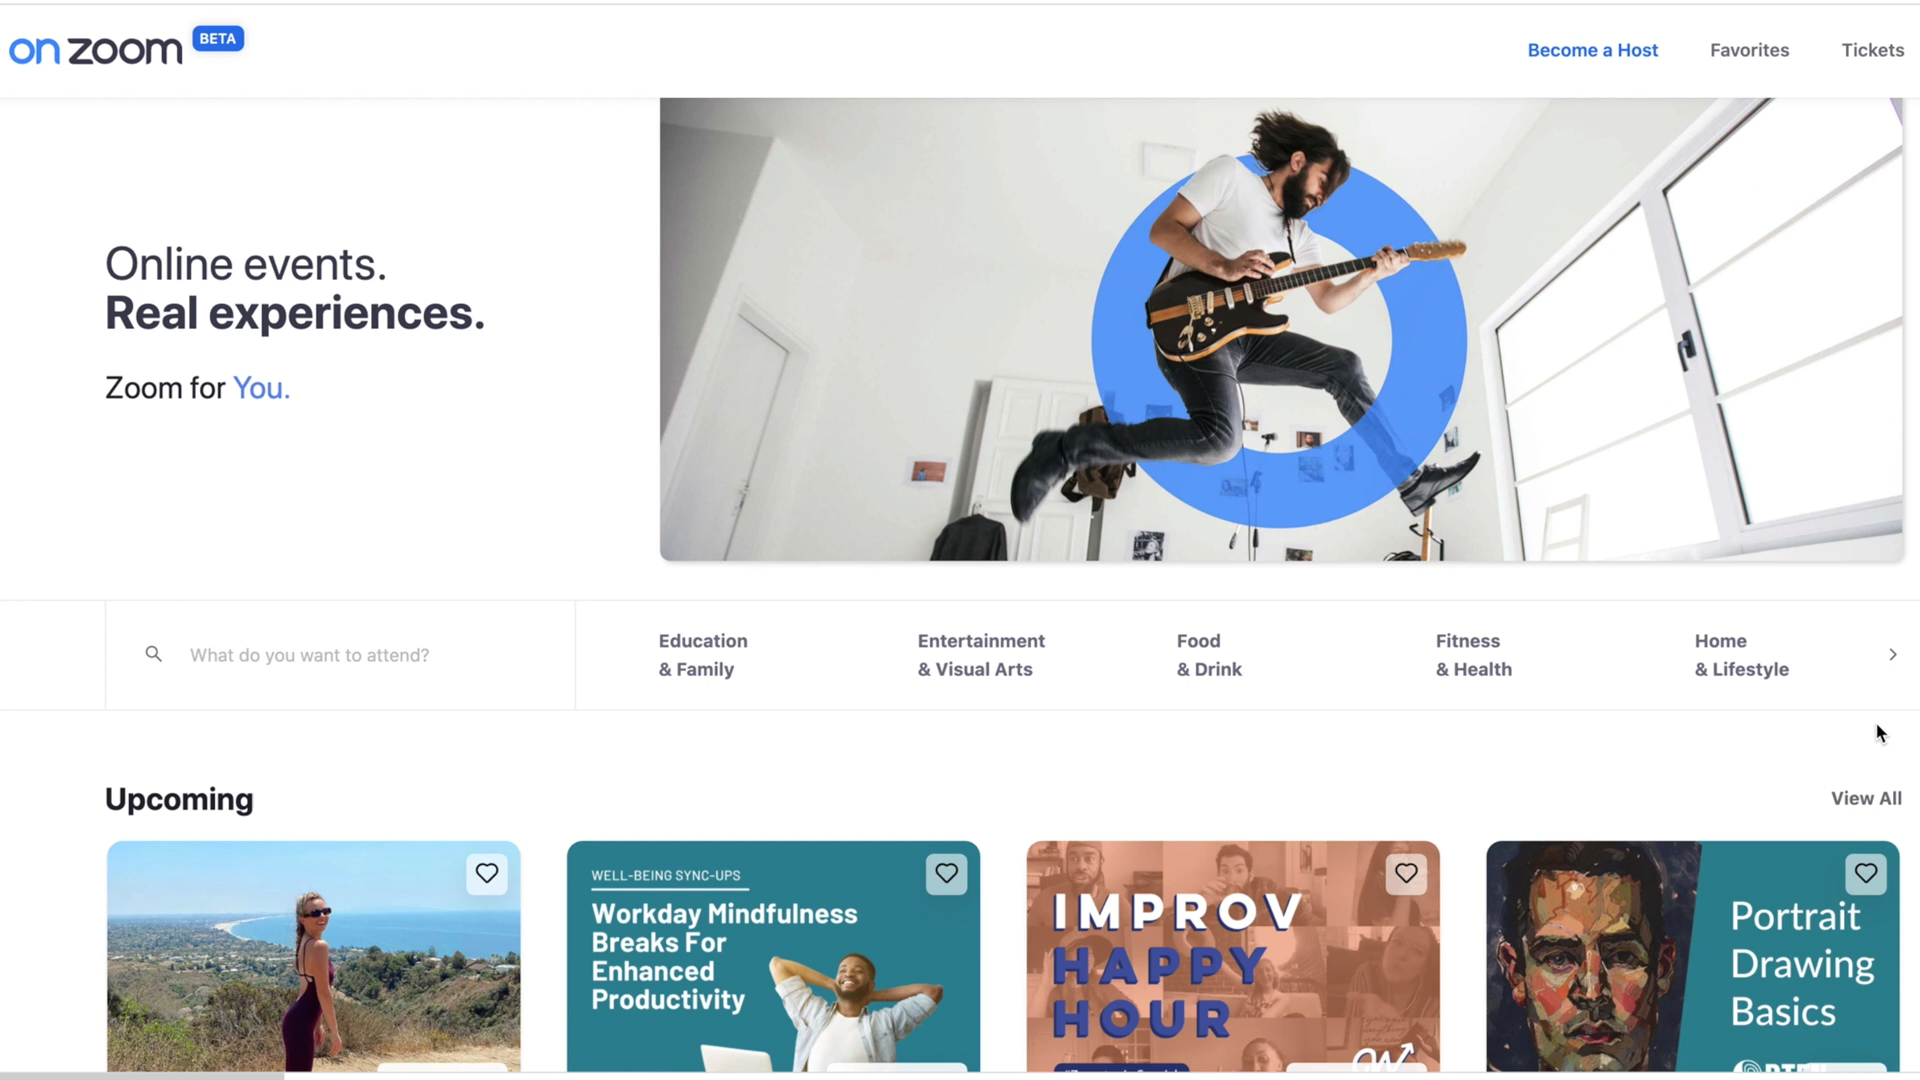 on zoom BETA
Become a Host
Favorites
Tickets
Online events.
Real experiences.
Zoom for You.
What do you want to attend?
Education
& Family
Entertainment
& Visual Arts
Food
& Drink
Fitness
& Health
Home
& Lifestyle
Upcoming
View All
WELL-BEING SYNC-UPS
Workday Mindfulness
Breaks For
Enhanced
Productivity
IMPROV
HAPPY
HOUR
Portrait
Drawing
Basics